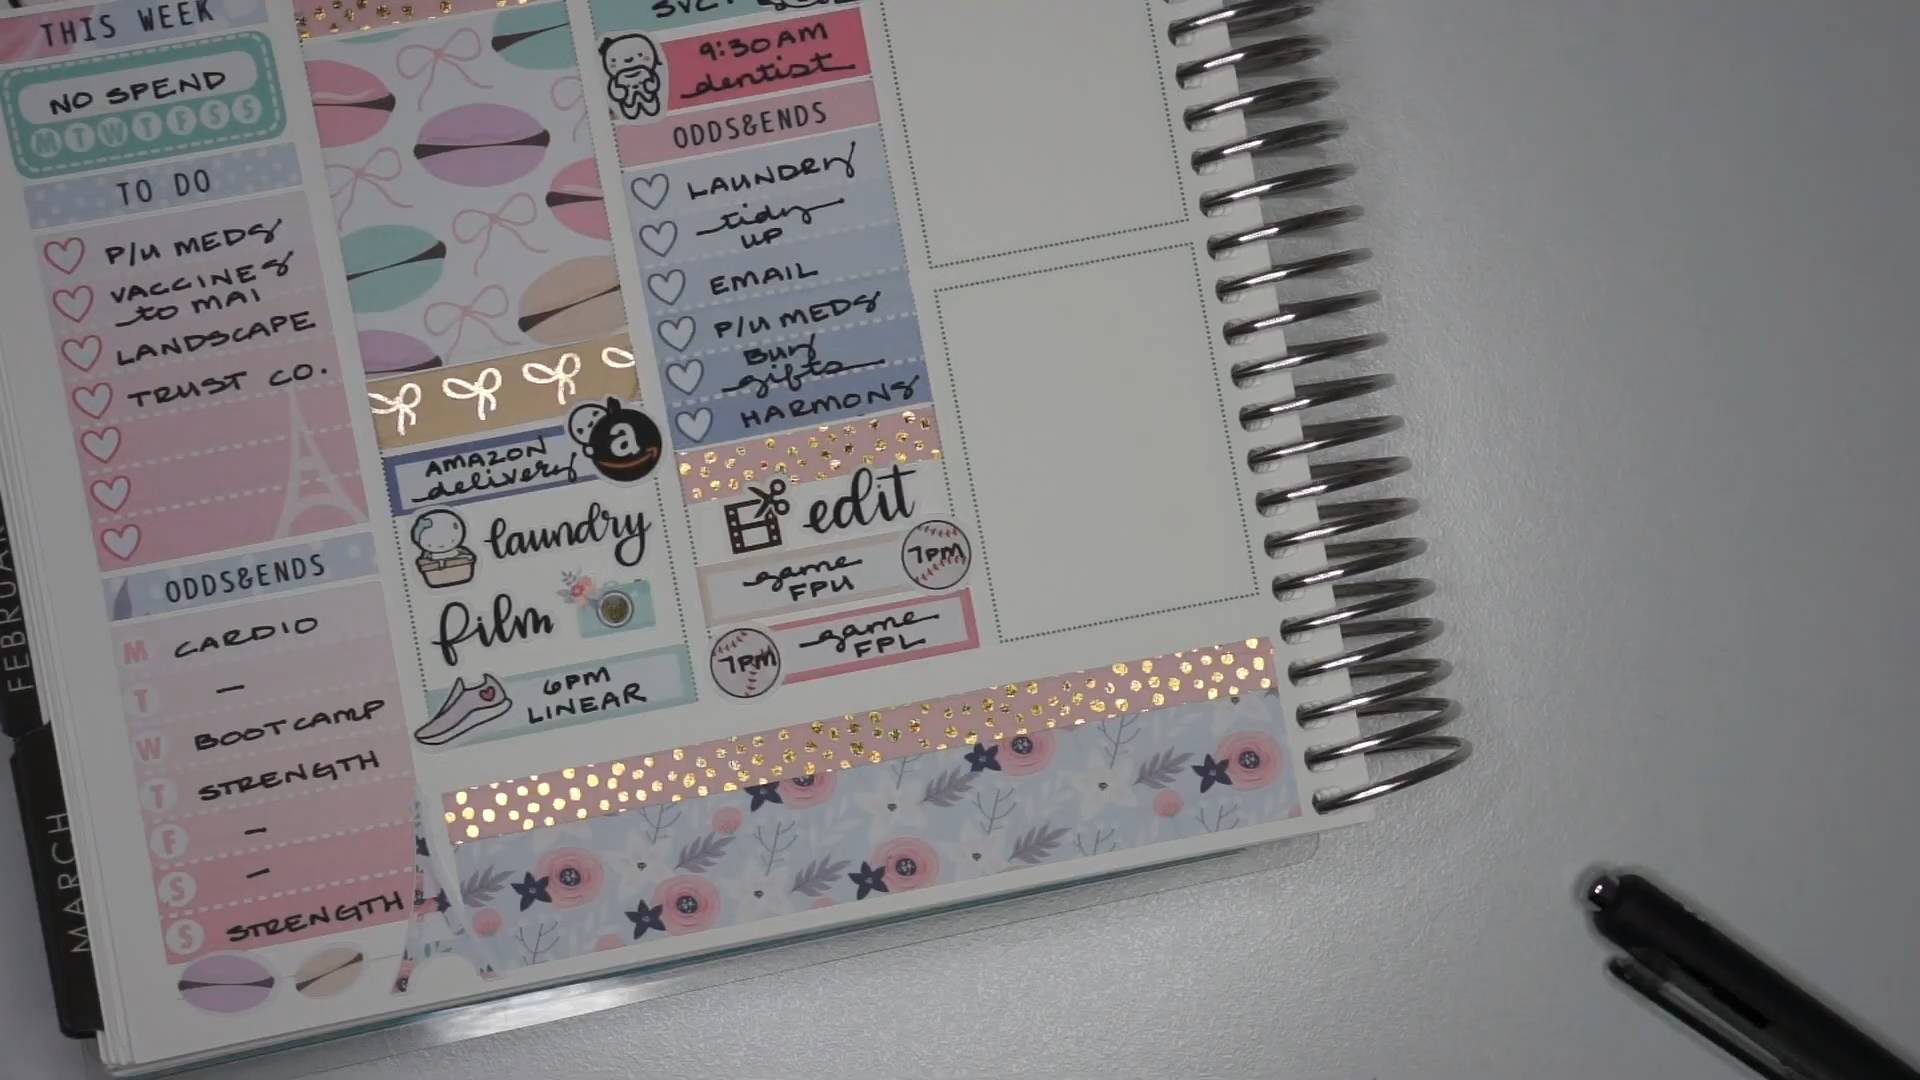 THIS WEEK
NO SPEND
M T W T F S S
TO DO
P/U MEDS
VACCINES
to MAI
LANDSCAPE
TRUST CO.
ODDS&ENDS
M CARDIO
T –
W BOOTCAMP
T STRENGTH
F –
S –
S STRENGTH
AMAZON
delivery
a
laundry
film
6PM
LINEAR
9:30AM
dentist
ODDS&ENDS
LAUNDRY
tidy
UP
EMAIL
P/U MEDS
BUY
gifts
HARMONS
edit
game
FPU
7PM
7PM
game
FPL
MARCH